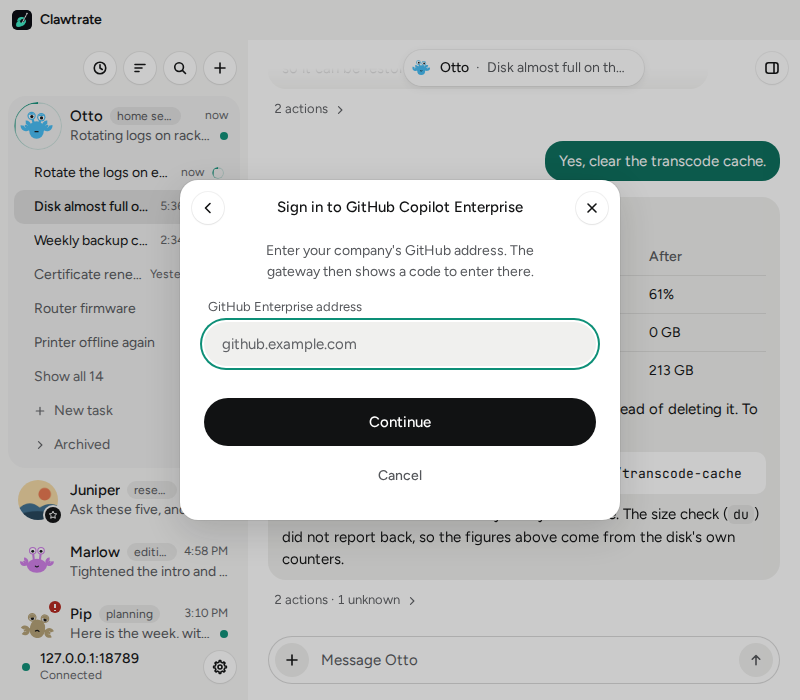 Clawtrate
Otto home se... now
Rotating logs on rack...
Rotate the logs on e... now
Disk almost full o... 5:3
Weekly backup c... 2:3
Certificate rene... Yeste
Router firmware
Printer offline again
Show all 14
+ New task
Archived
Juniper rese...
Ask these five, and
Marlow editi... 4:58 PM
Tightened the intro and ...
Pip planning 3:10 PM
Here is the week. wit...
127.0.0.1:18789
Connected
Otto · Disk almost full on th...
2 actions
Yes, clear the transcode cache.
After
61%
0 GB
213 GB
ead of deleting it. To
transcode-cache
. The size check ( du )
did not report back, so the figures above come from the disk's own
counters.
2 actions · 1 unknown
Message Otto
Sign in to GitHub Copilot Enterprise
Enter your company's GitHub address. The
gateway then shows a code to enter there.
GitHub Enterprise address
github.example.com
Continue
Cancel